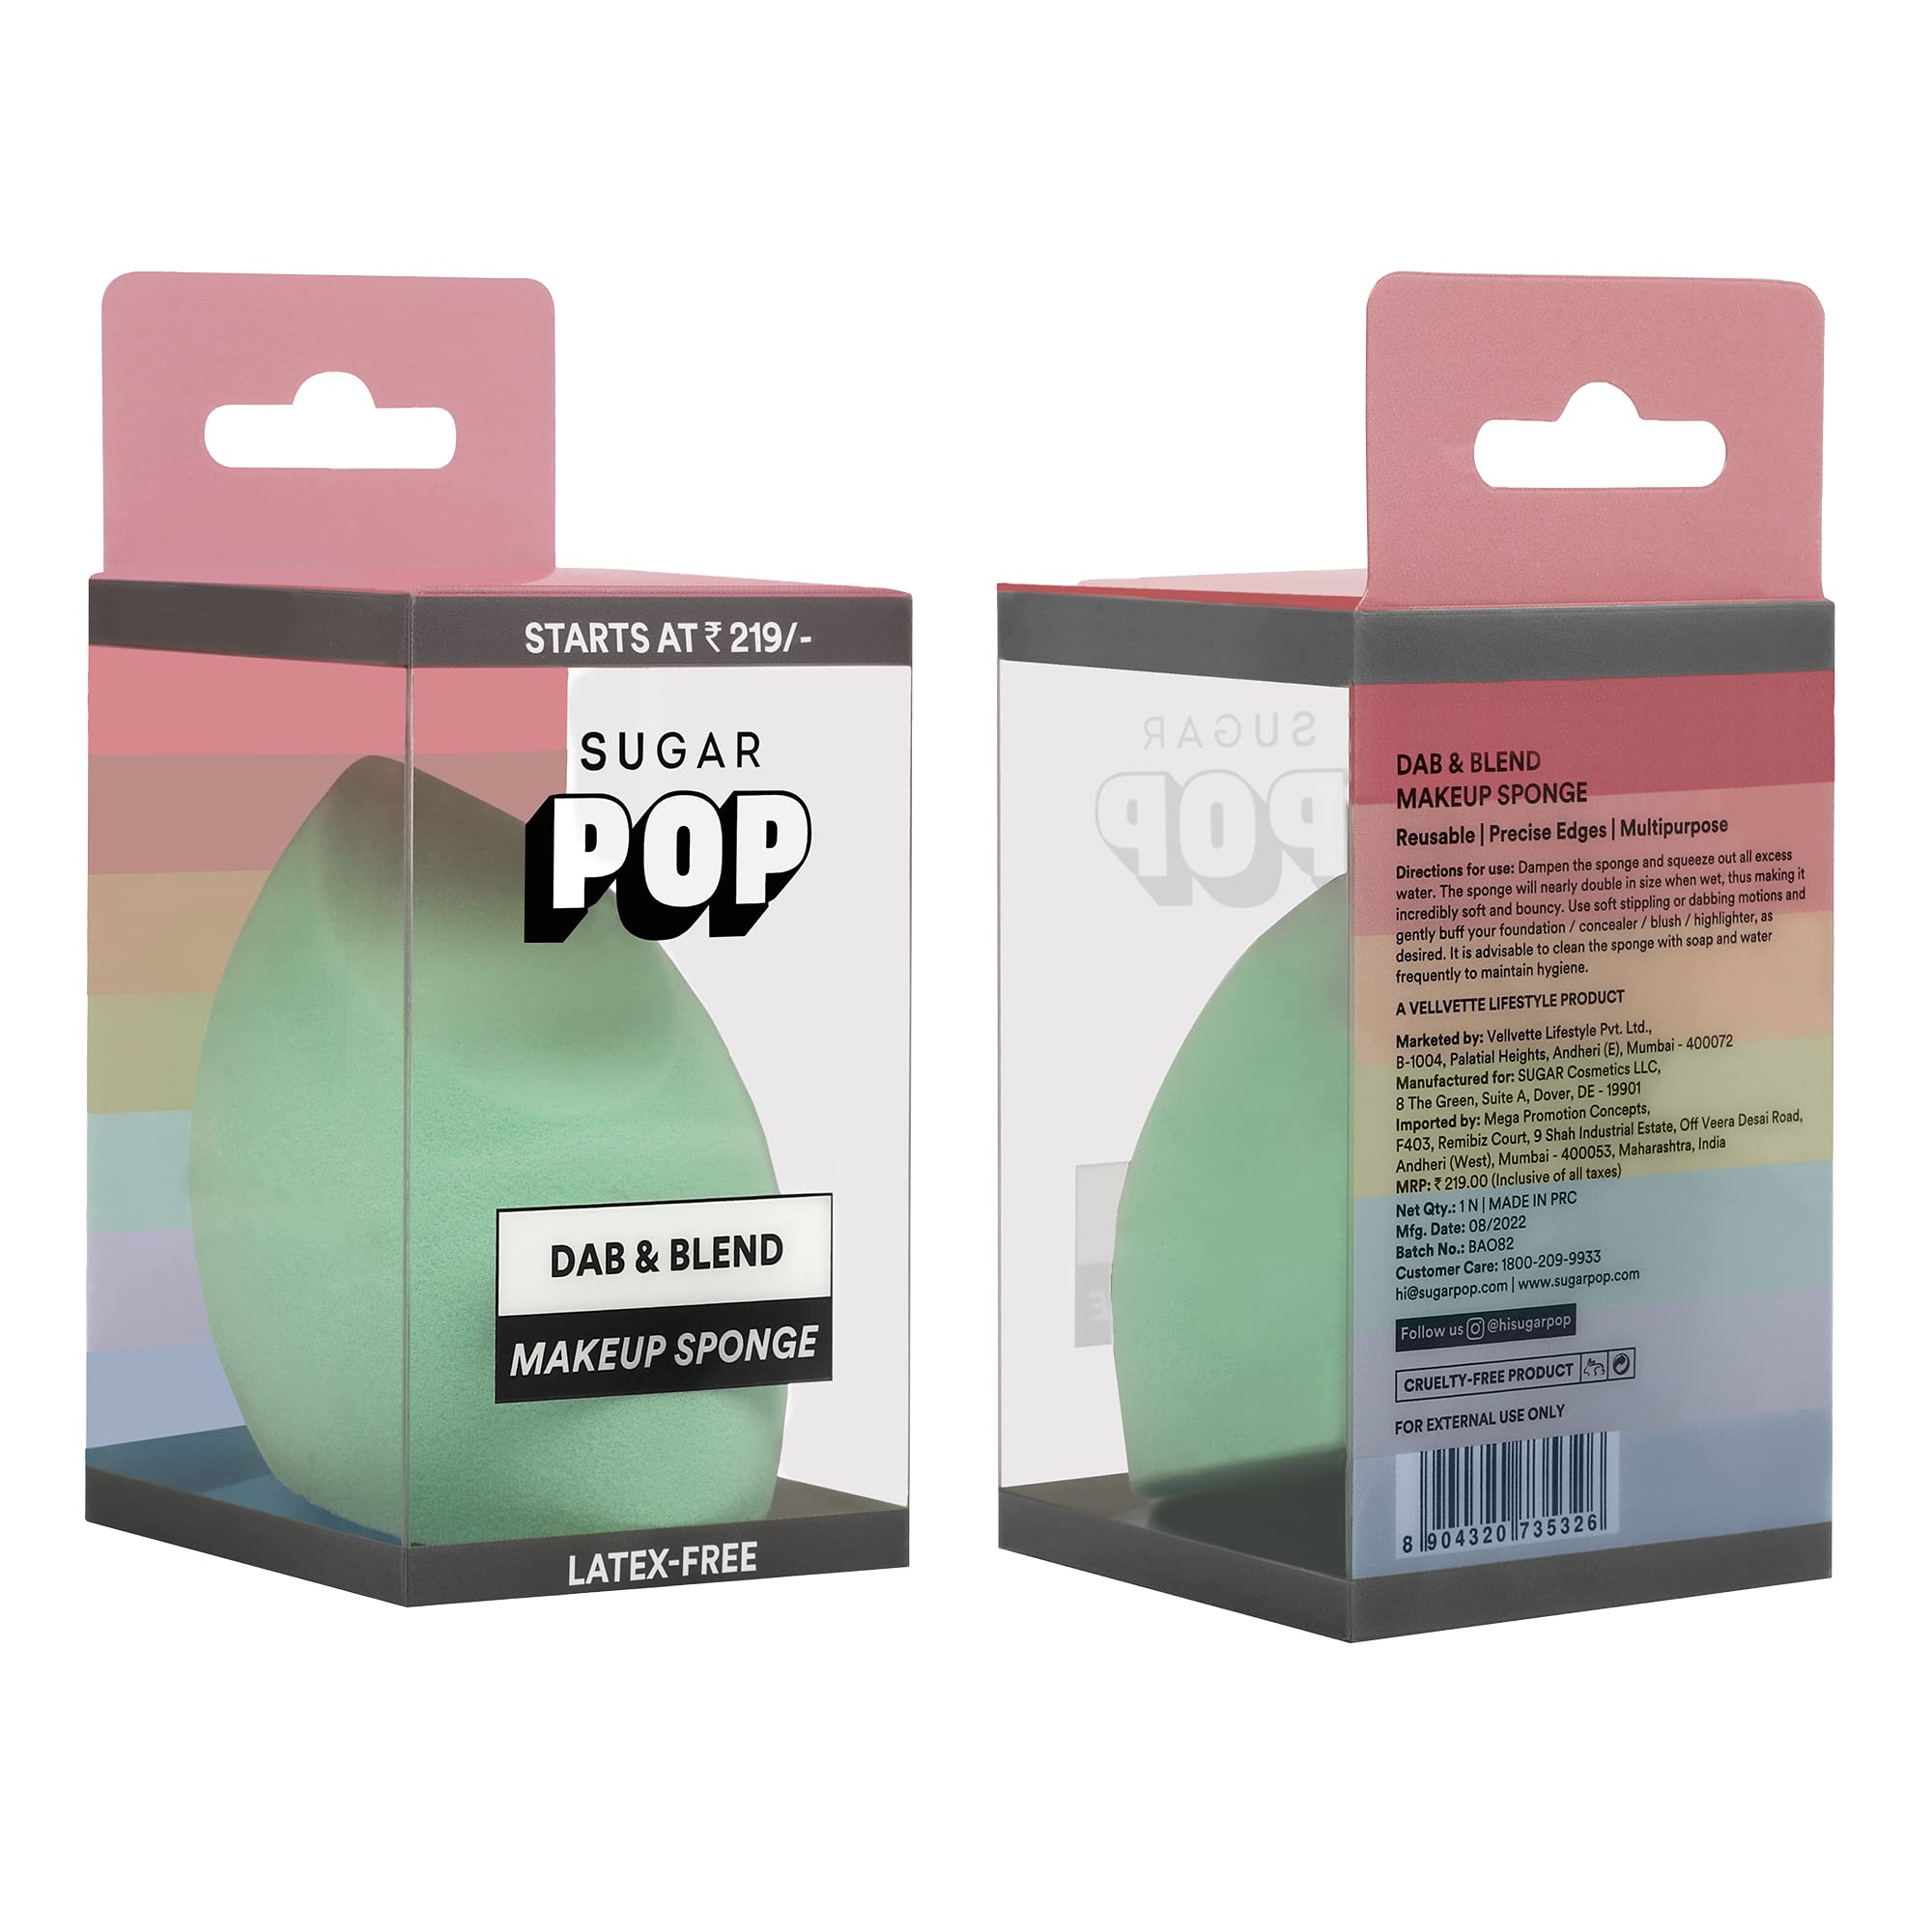 STARTS AT ₹ 219/-
SUGAR
POP
DAB & BLEND
MAKEUP SPONGE
LATEX-FREE
SUGAR
POP
DAB & BLEND
MAKEUP SPONGE
Reusable | Precise Edges | Multipurpose
Directions for use: Dampen the sponge and squeeze out all excess
water. The sponge will nearly double in size when wet, thus making it
incredibly soft and bouncy. Use soft stippling or dabbing motions and
gently buff your foundation / concealer / blush / highlighter, as
desired. It is advisable to clean the sponge with soap and water
frequently to maintain hygiene.
A VELLVETTE LIFESTYLE PRODUCT
Marketed by: Vellvette Lifestyle Pvt. Ltd.,
B-1004, Palatial Heights, Andheri (E), Mumbai - 400072
Manufactured for: SUGAR Cosmetics LLC,
8 The Green, Suite A, Dover, DE - 19901
Imported by: Mega Promotion Concepts,
F403, Remibiz Court, 9 Shah Industrial Estate, Off Veera Desai Road,
Andheri (West), Mumbai - 400053, Maharashtra, India
MRP: ₹ 219.00 (Inclusive of all taxes)
Net Qty.: 1 N | MADE IN PRC
Mfg. Date: 08/2022
Batch No.: BAO82
Customer Care: 1800-209-9933
hi@sugarpop.com | www.sugarpop.com
Follow us @hisugarpop
CRUELTY-FREE PRODUCT
FOR EXTERNAL USE ONLY
8 904320 735326